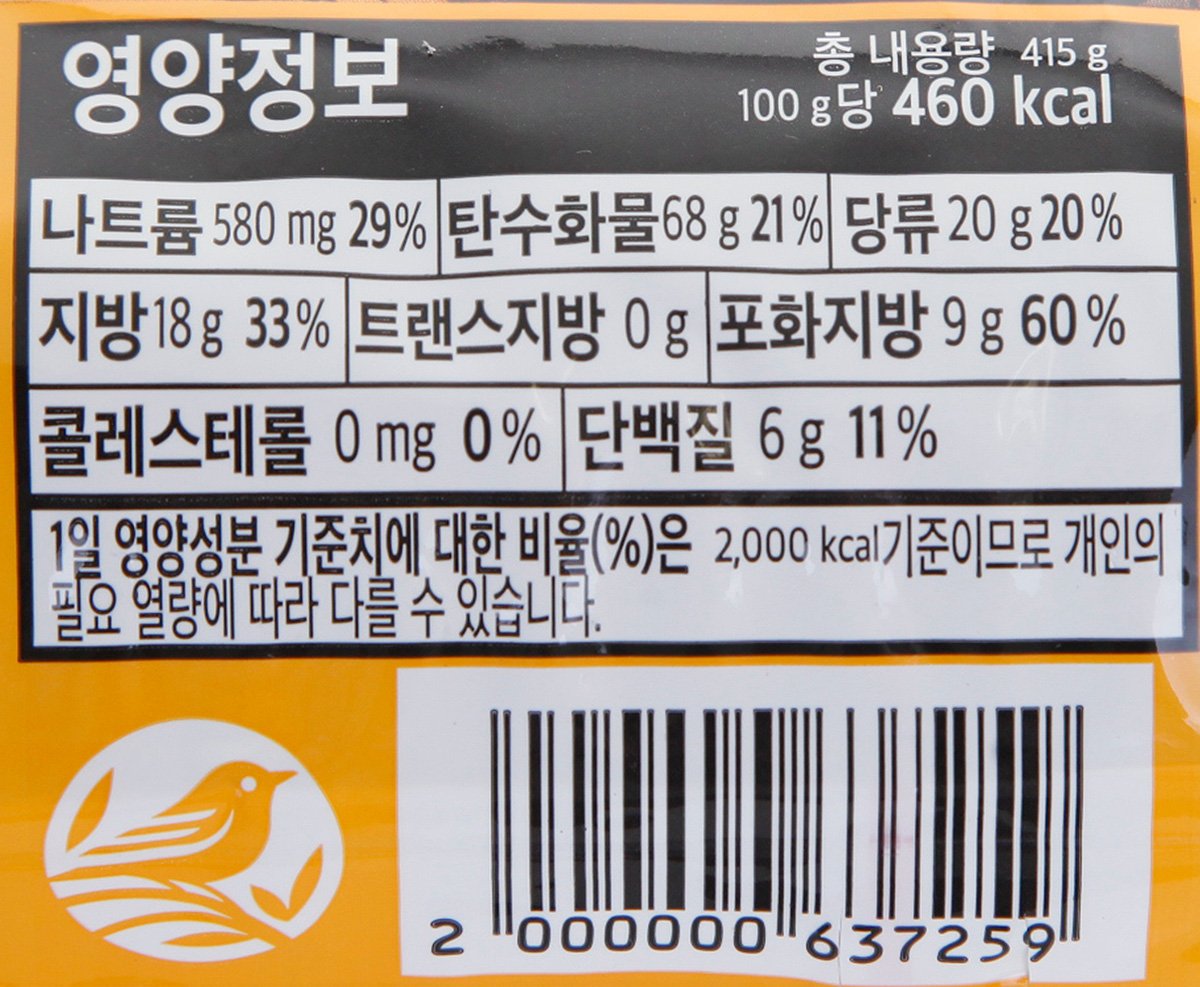 영양정보
총 내용량 415 g
100 g당 460 kcal
나트륨 580 mg 29% 탄수화물 68 g 21% 당류 20 g 20%
지방 18 g 33% 트랜스지방 0 g 포화지방 9 g 60%
콜레스테롤 0 mg 0% 단백질 6 g 11%
1일 영양성분 기준치에 대한 비율(%)은 2,000 kcal기준이므로 개인의
필요 열량에 따라 다를 수 있습니다.
2 000000 637259